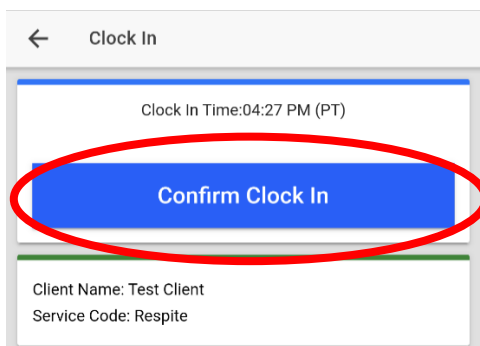 Clock In
Clock In Time:04:27 PM (PT)
Confirm Clock In
Client Name: Test Client
Service Code: Respite